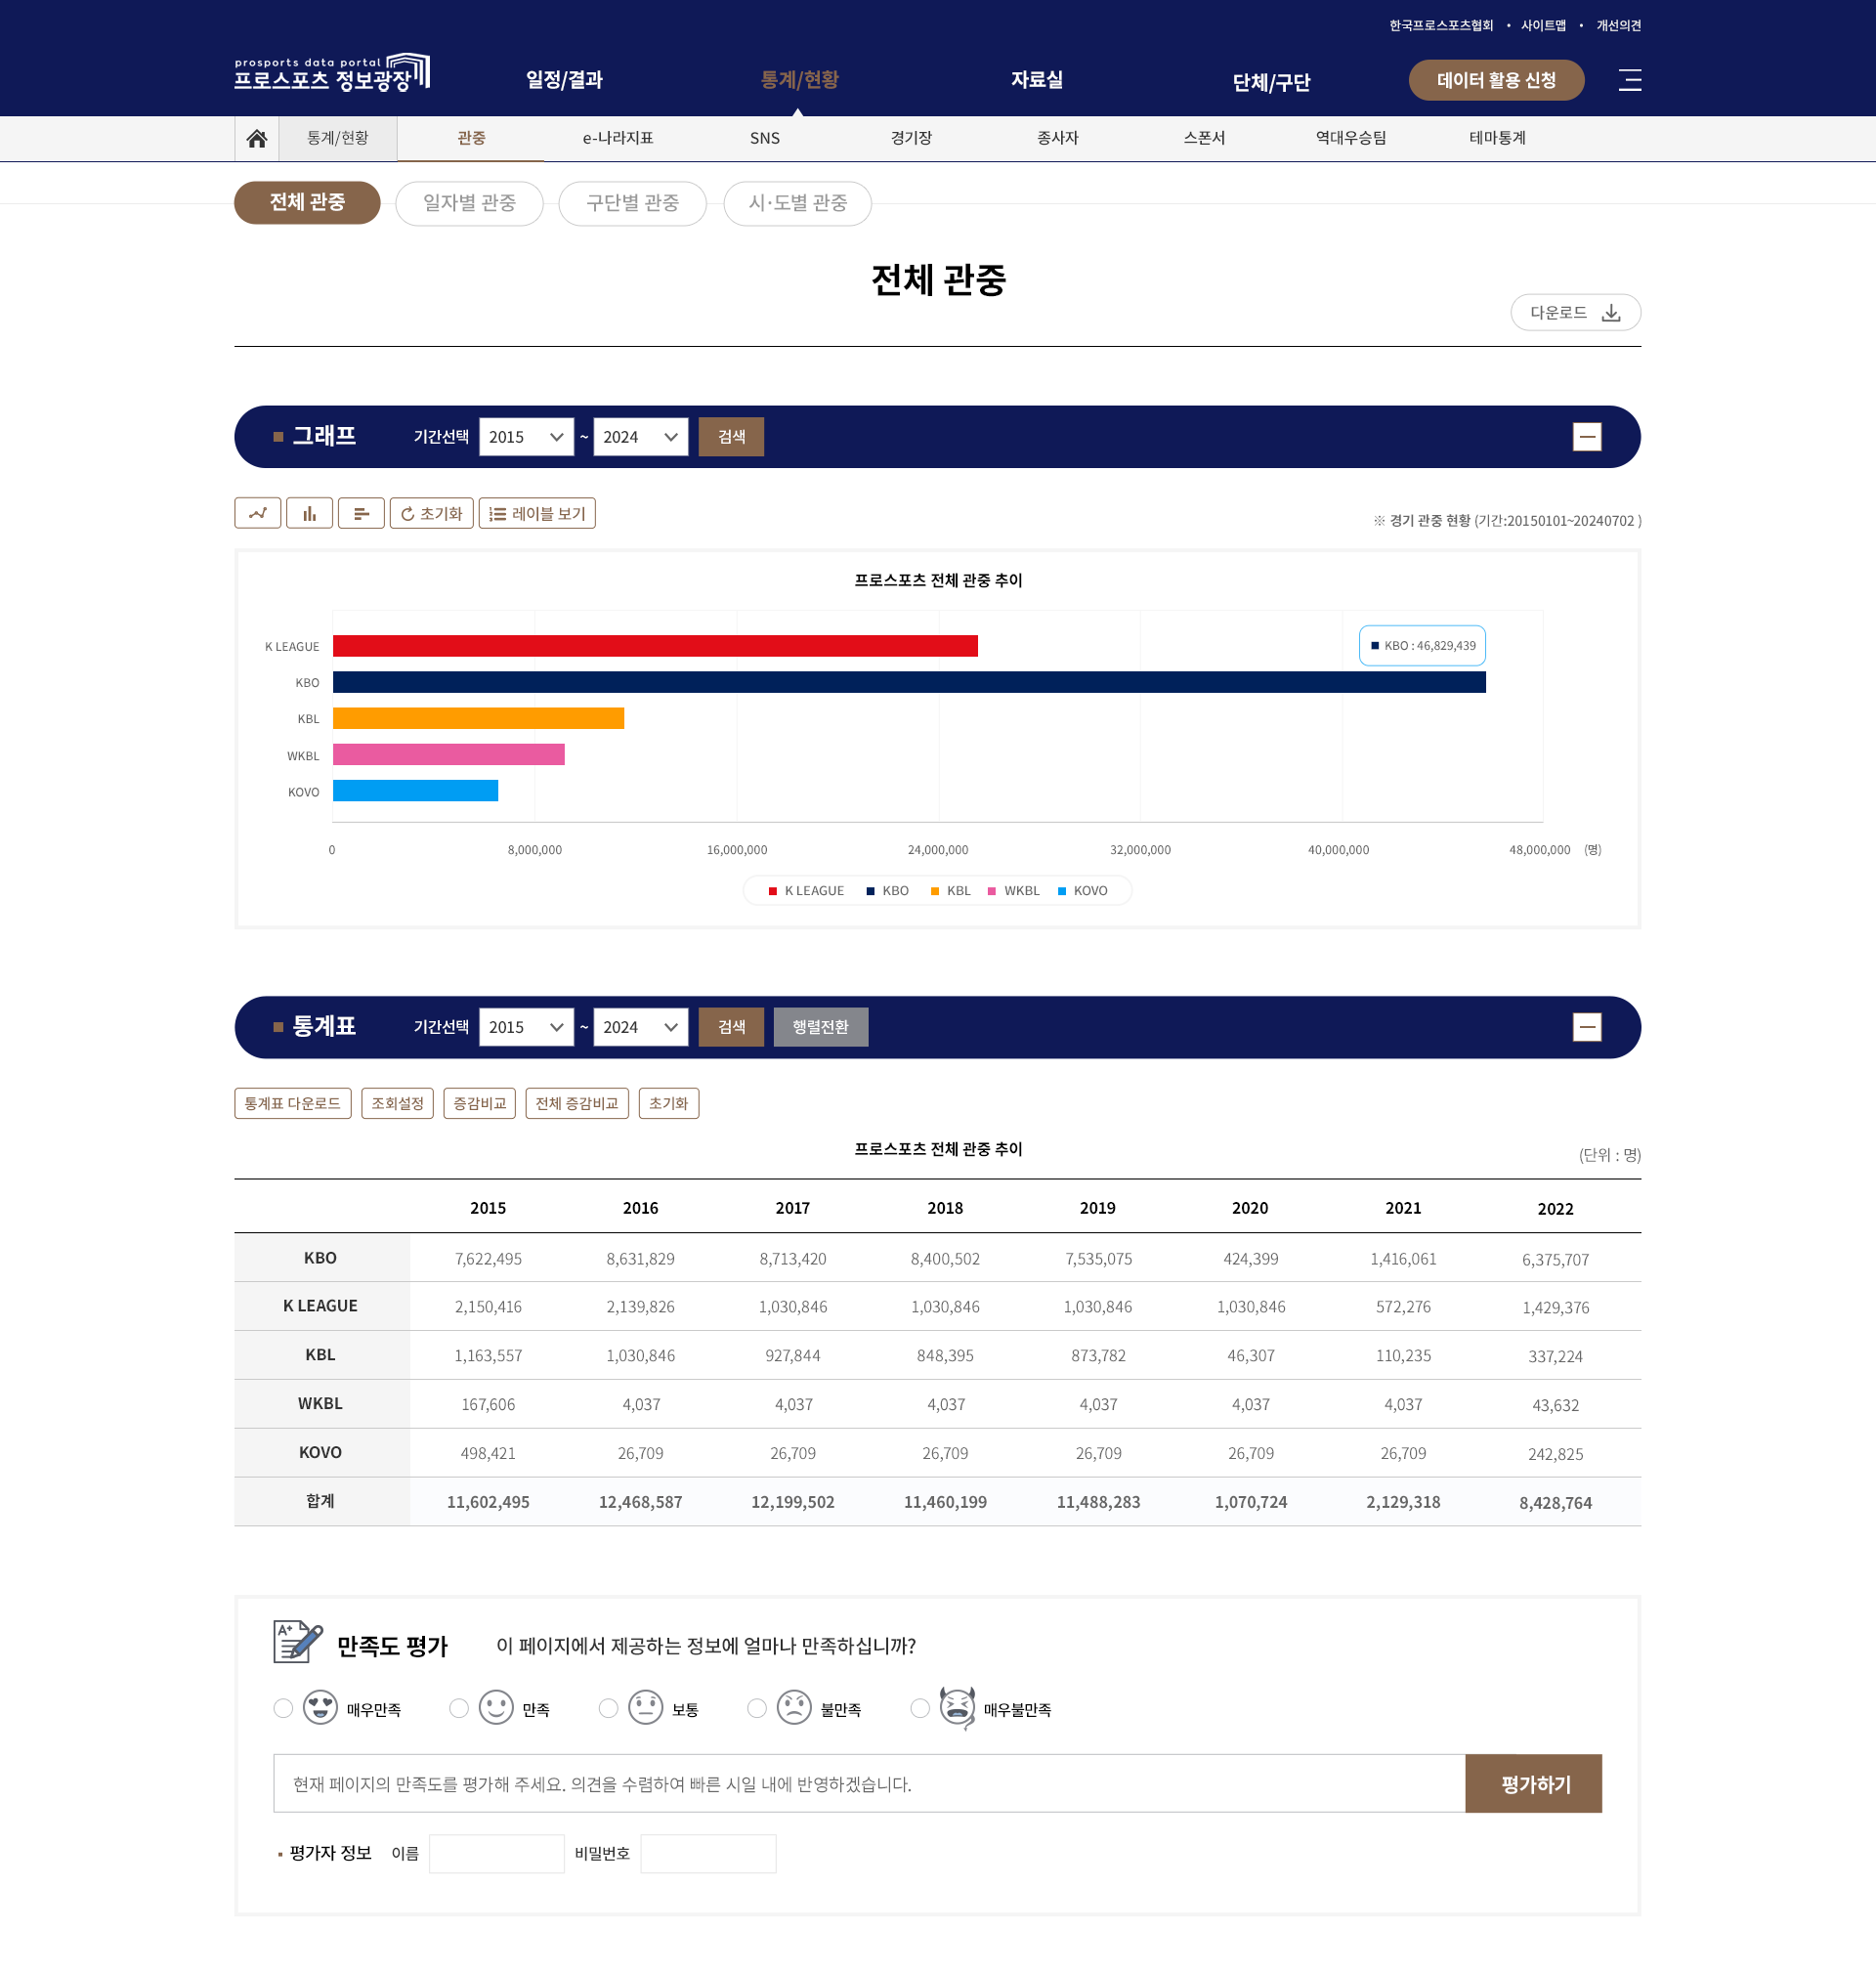 한국프로스포츠협회 • 사이트맵 • 개선의견
prosports data portal
프로스포츠 정보광장
일정/결과 통계/현황 자료실 단체/구단 데이터 활용 신청
통계/현황 관중 e-나라지표 SNS 경기장 종사자 스폰서 역대우승팀 테마통계
전체 관중 일자별 관중 구단별 관중 시·도별 관중
전체 관중
다운로드
그래프 기간선택 2015 ~ 2024 검색
초기화 레이블 보기
※ 경기 관중 현황 (기간:20150101~20240702 )
프로스포츠 전체 관중 추이
K LEAGUE
KBO : 46,829,439
KBO
KBL
WKBL
KOVO
0 8,000,000 16,000,000 24,000,000 32,000,000 40,000,000 48,000,000 (명)
K LEAGUE KBO KBL WKBL KOVO
통계표 기간선택 2015 ~ 2024 검색 행렬전환
통계표 다운로드 조회설정 증감비교 전체 증감비교 초기화
프로스포츠 전체 관중 추이
(단위 : 명)
2015 2016 2017 2018 2019 2020 2021 2022
KBO 7,622,495 8,631,829 8,713,420 8,400,502 7,535,075 424,399 1,416,061 6,375,707
K LEAGUE 2,150,416 2,139,826 1,030,846 1,030,846 1,030,846 1,030,846 572,276 1,429,376
KBL 1,163,557 1,030,846 927,844 848,395 873,782 46,307 110,235 337,224
WKBL 167,606 4,037 4,037 4,037 4,037 4,037 4,037 43,632
KOVO 498,421 26,709 26,709 26,709 26,709 26,709 26,709 242,825
합계 11,602,495 12,468,587 12,199,502 11,460,199 11,488,283 1,070,724 2,129,318 8,428,764
A+
만족도 평가 이 페이지에서 제공하는 정보에 얼마나 만족하십니까?
매우만족 만족 보통 불만족 매우불만족
현재 페이지의 만족도를 평가해 주세요. 의견을 수렴하여 빠른 시일 내에 반영하겠습니다. 평가하기
평가자 정보 이름 비밀번호